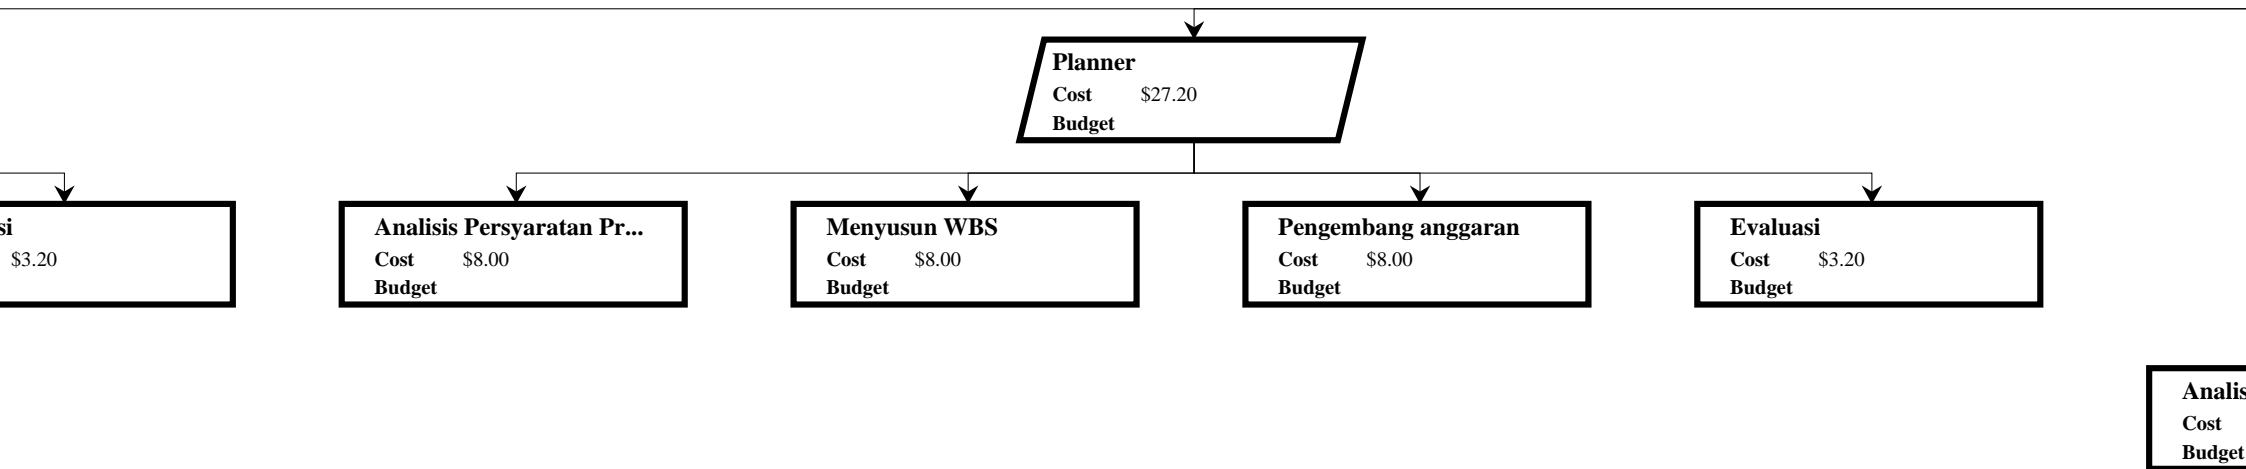 Planner
Cost $27.20
Budget
si
$3.20
Analisis Persyaratan Pr...
Cost $8.00
Budget
Menyusun WBS
Cost $8.00
Budget
Pengembang anggaran
Cost $8.00
Budget
Evaluasi
Cost $3.20
Budget
Analis
Cost
Budget